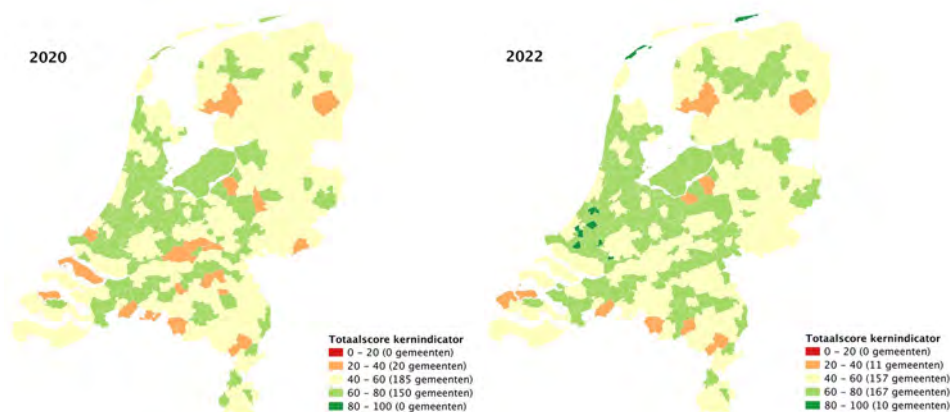 2020
Totaalscore kernindicator
0 – 20 (0 gemeenten)
20 – 40 (20 gemeenten)
40 – 60 (185 gemeenten)
60 – 80 (150 gemeenten)
80 – 100 (0 gemeenten)
2022
Totaalscore kernindicator
0 – 20 (0 gemeenten)
20 – 40 (11 gemeenten)
40 – 60 (157 gemeenten)
60 – 80 (167 gemeenten)
80 – 100 (10 gemeenten)